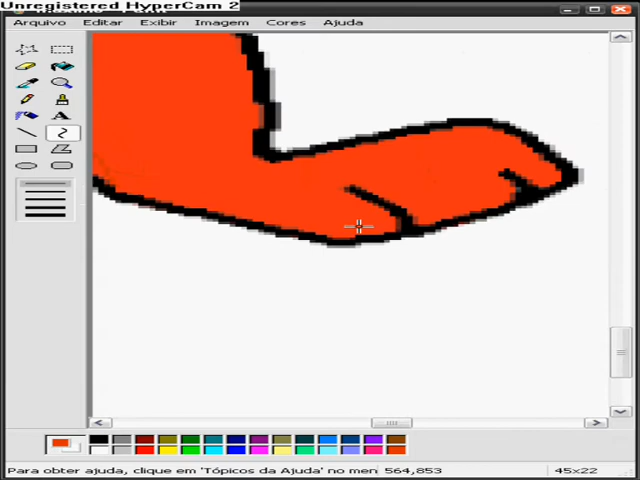 Unregistered HyperCam 2
Arquivo Editar Exibir Imagem Cores Ajuda
A
Para obter ajuda, clique em 'Tópicos da Ajuda' no men 564,853 45x22